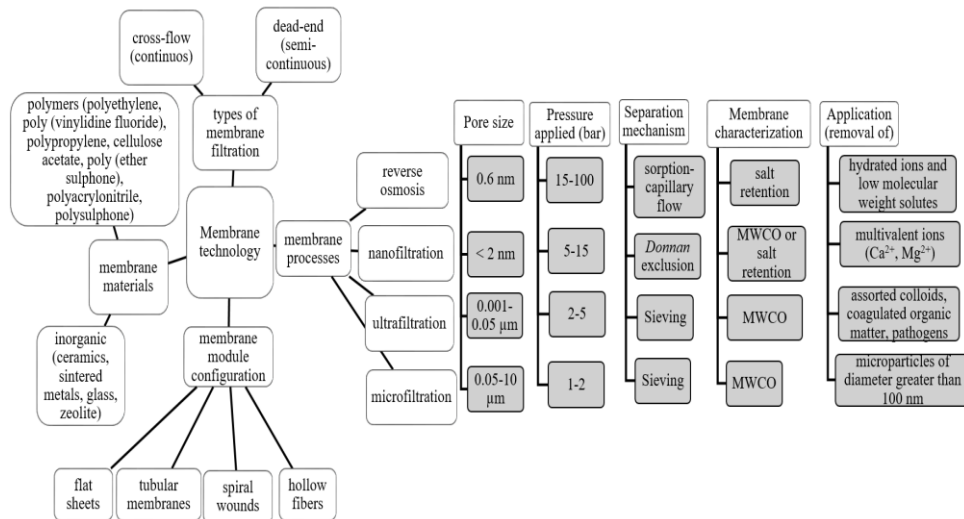 cross-flow
(continuos)
dead-end
(semi-
continuous)
polymers (polyethylene,
poly (vinylidine fluoride),
polypropylene, cellulose
acetate, poly (ether
sulphone),
polyacrylonitrile,
polysulphone)
types of
membrane
filtration
Membrane
technology
membrane
materials
inorganic
(ceramics,
sintered
metals, glass,
zeolite)
membrane
module
configuration
flat
sheets
tubular
membranes
spiral
wounds
hollow
fibers
membrane
processes
reverse
osmosis
nanofiltration
ultrafiltration
microfiltration
Pore size
0.6 nm
< 2 nm
0.001-
0.05 µm
0.05-10
µm
Pressure
applied (bar)
15-100
5-15
2-5
1-2
Separation
mechanism
sorption-
capillary
flow
Donnan
exclusion
Sieving
Sieving
Membrane
characterization
salt
retention
MWCO or
salt
retention
MWCO
MWCO
Application
(removal of)
hydrated ions and
low molecular
weight solutes
multivalent ions
(Ca²⁺, Mg²⁺)
assorted colloids,
coagulated organic
matter, pathogens
microparticles of
diameter greater than
100 nm